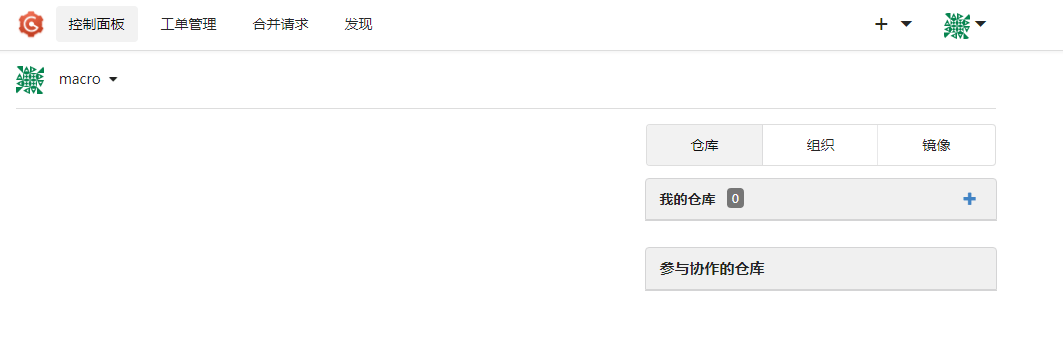 控制面板 工单管理 合并请求 发现
macro
仓库 组织 镜像
我的仓库 0
参与协作的仓库